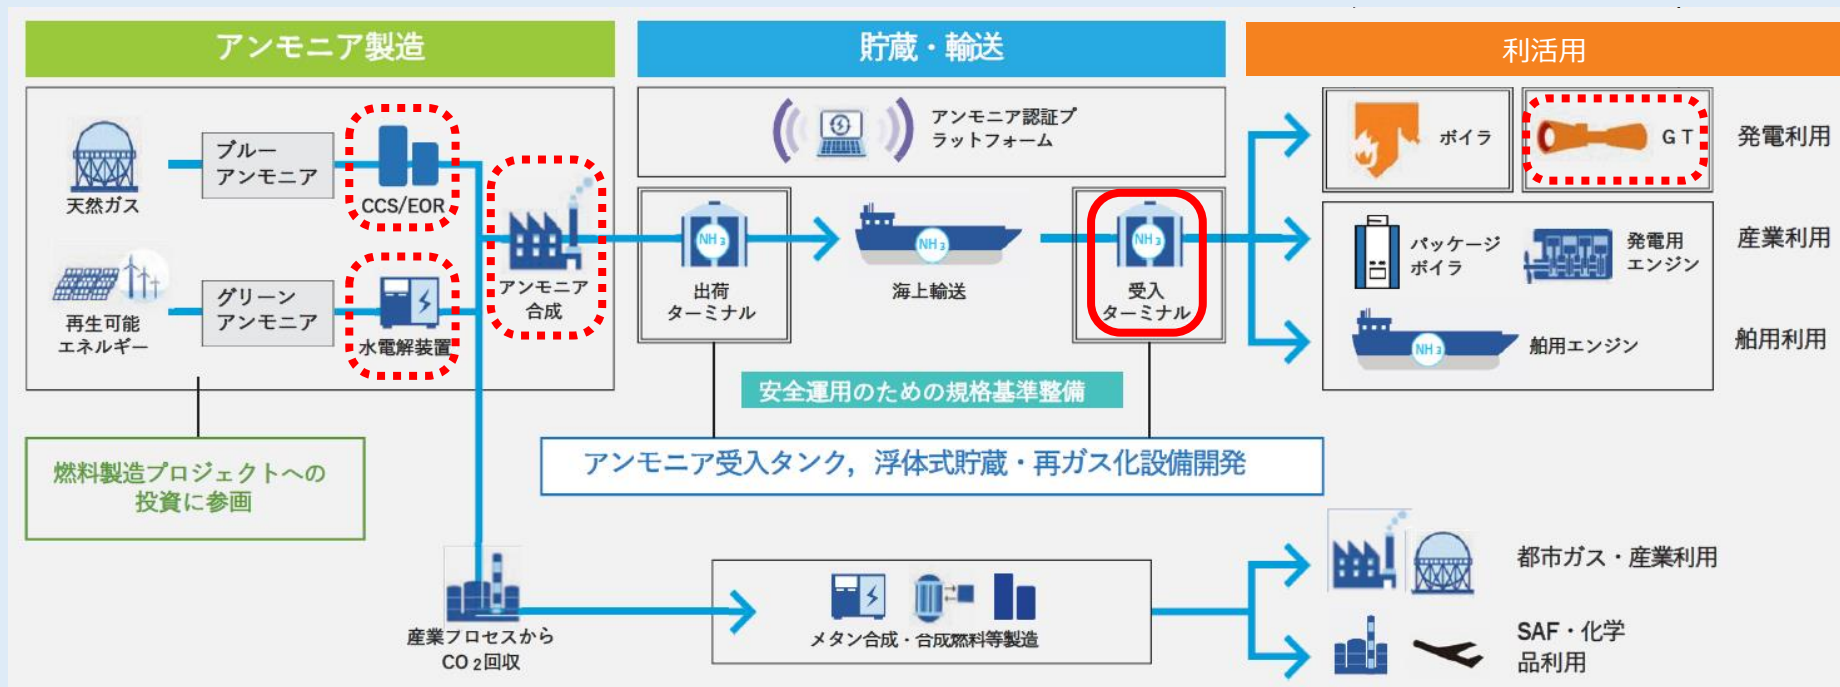 アンモニア製造
貯蔵・輸送
利活用
天然ガス
ブルー
アンモニア
CCS/EOR
再生可能
エネルギー
グリーン
アンモニア
水電解装置
アンモニア
合成
燃料製造プロジェクトへの
投資に参画
アンモニア認証プ
ラットフォーム
NH3
出荷
ターミナル
NH3
海上輸送
NH3
受入
ターミナル
安全運用のための規格基準整備
アンモニア受入タンク，浮体式貯蔵・再ガス化設備開発
ボイラ
GT
発電利用
パッケージ
ボイラ
発電用
エンジン
産業利用
NH3
舶用エンジン
舶用利用
産業プロセスから
CO2回収
メタン合成・合成燃料等製造
都市ガス・産業利用
SAF・化学
品利用